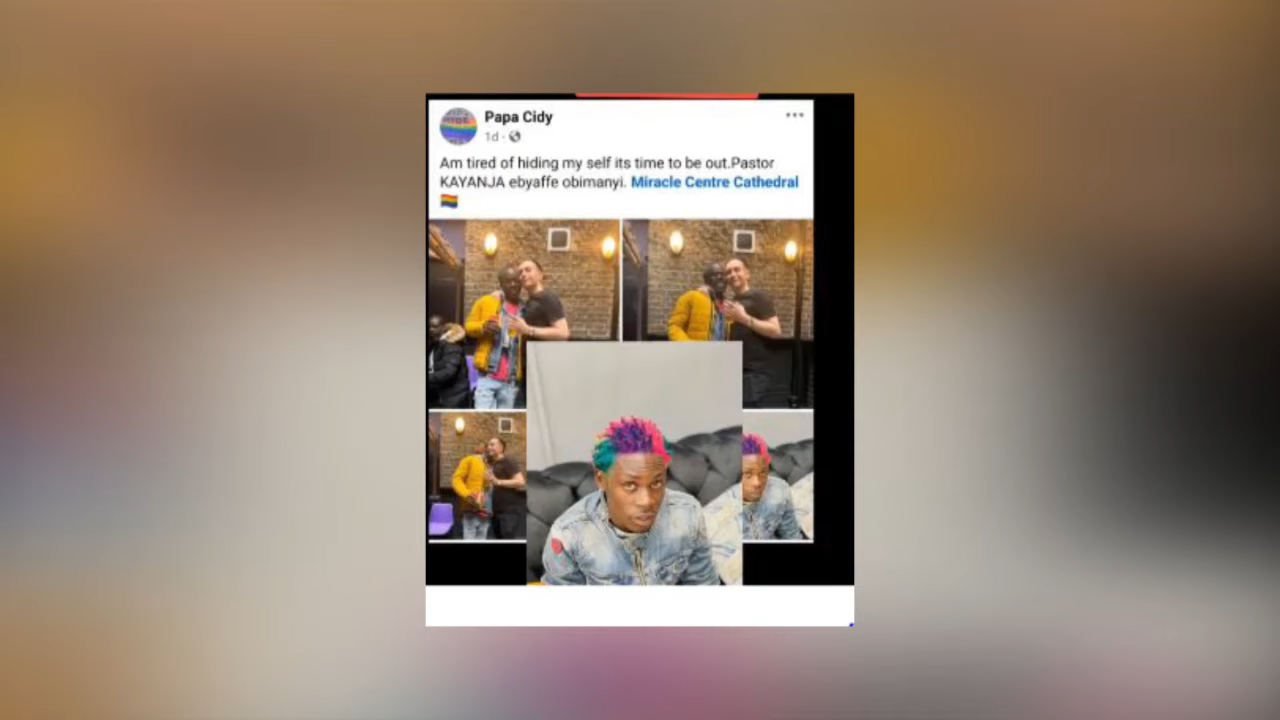 Papa Cidy
1d ·
Am tired of hiding my self its time to be out.Pastor
KAYANJA ebyaffe obimanyi. Miracle Centre Cathedral